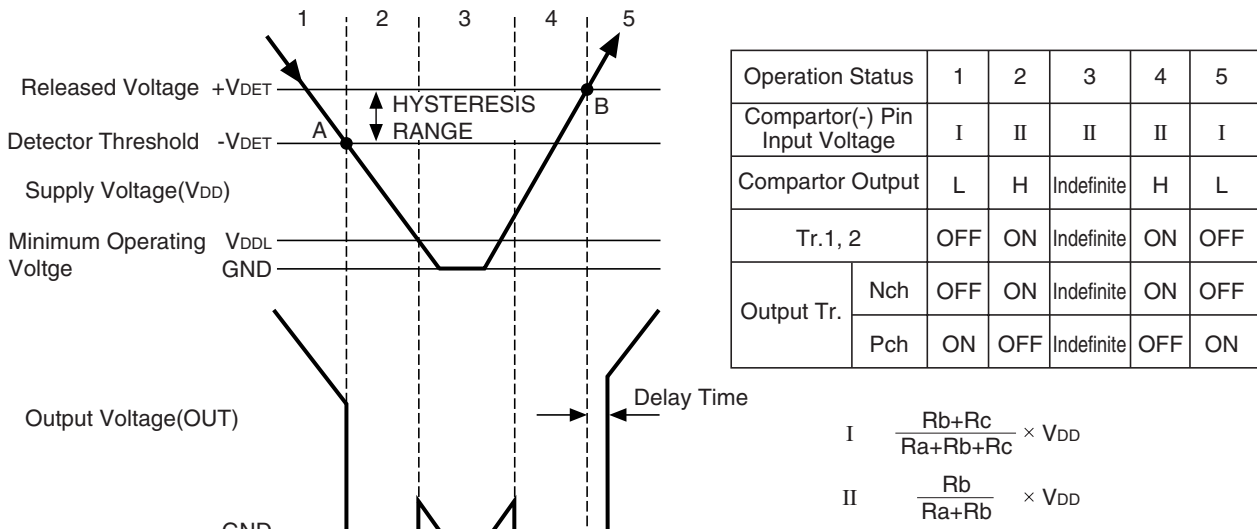 1 2 3 4 5
Released Voltage +VDET
HYSTERESIS
RANGE
A
B
Detector Threshold -VDET
Supply Voltage(VDD)
Minimum Operating VDDL
Voltge
GND
Output Voltage(OUT)
Delay Time
GND
Operation Status 1 2 3 4 5
Compartor(-) Pin
Input Voltage
I II II II I
Compartor Output L H Indefinite H L
Tr.1, 2 OFF ON Indefinite ON OFF
Output Tr.
Nch OFF ON Indefinite ON OFF
Pch ON OFF Indefinite OFF ON
I Rb+Rc
Ra+Rb+Rc × VDD
II Rb
Ra+Rb × VDD